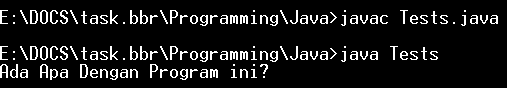 E:\DOCS\task.bbr\Programming\Java>javac Tests.java
E:\DOCS\task.bbr\Programming\Java>java Tests
Ada Apa Dengan Program ini?